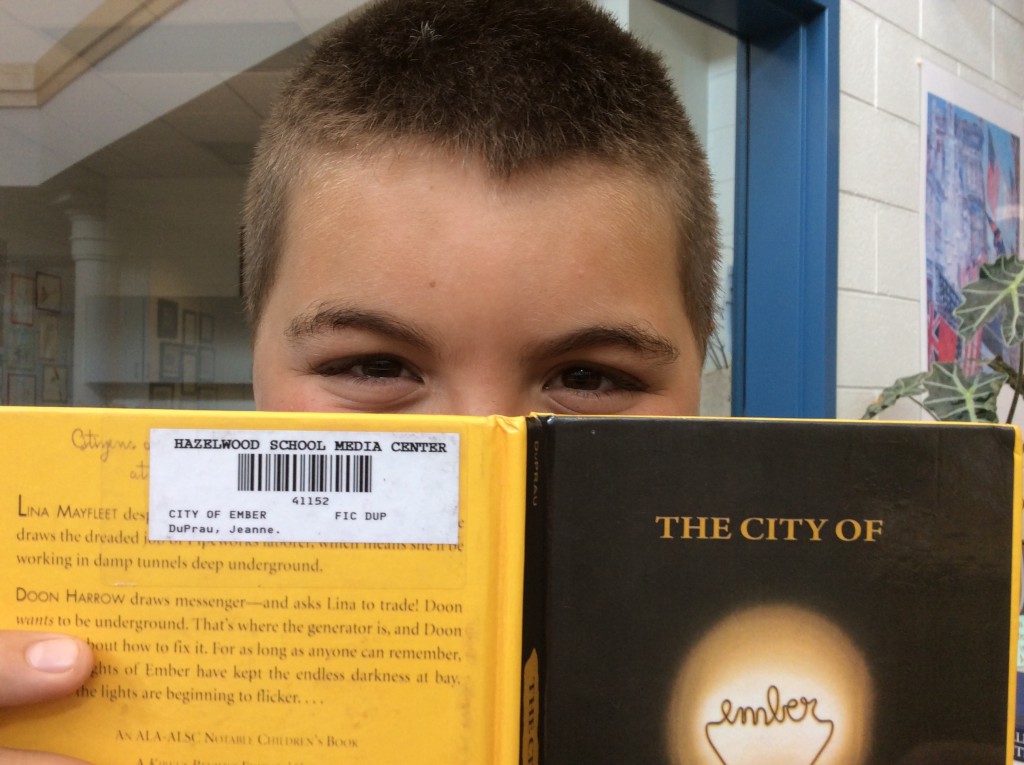 Citizens
at
HAZELWOOD SCHOOL MEDIA CENTER
41152
CITY OF EMBER FIC DUP
DuPrau, Jeanne.
LINA MAYFLEET
draws the dreaded
working in damp tunnels deep underground.
DOON HARROW draws messenger—and asks Lina to trade! Doon
wants to be underground. That's where the generator is, and Doon
how to fix it. For as long as anyone can remember,
of Ember have kept the endless darkness at bay.
the lights are beginning to flicker. . . .
AN ALA-ALSC NOTABLE CHILDREN'S BOOK
DUPRAU
THE CITY OF
ember